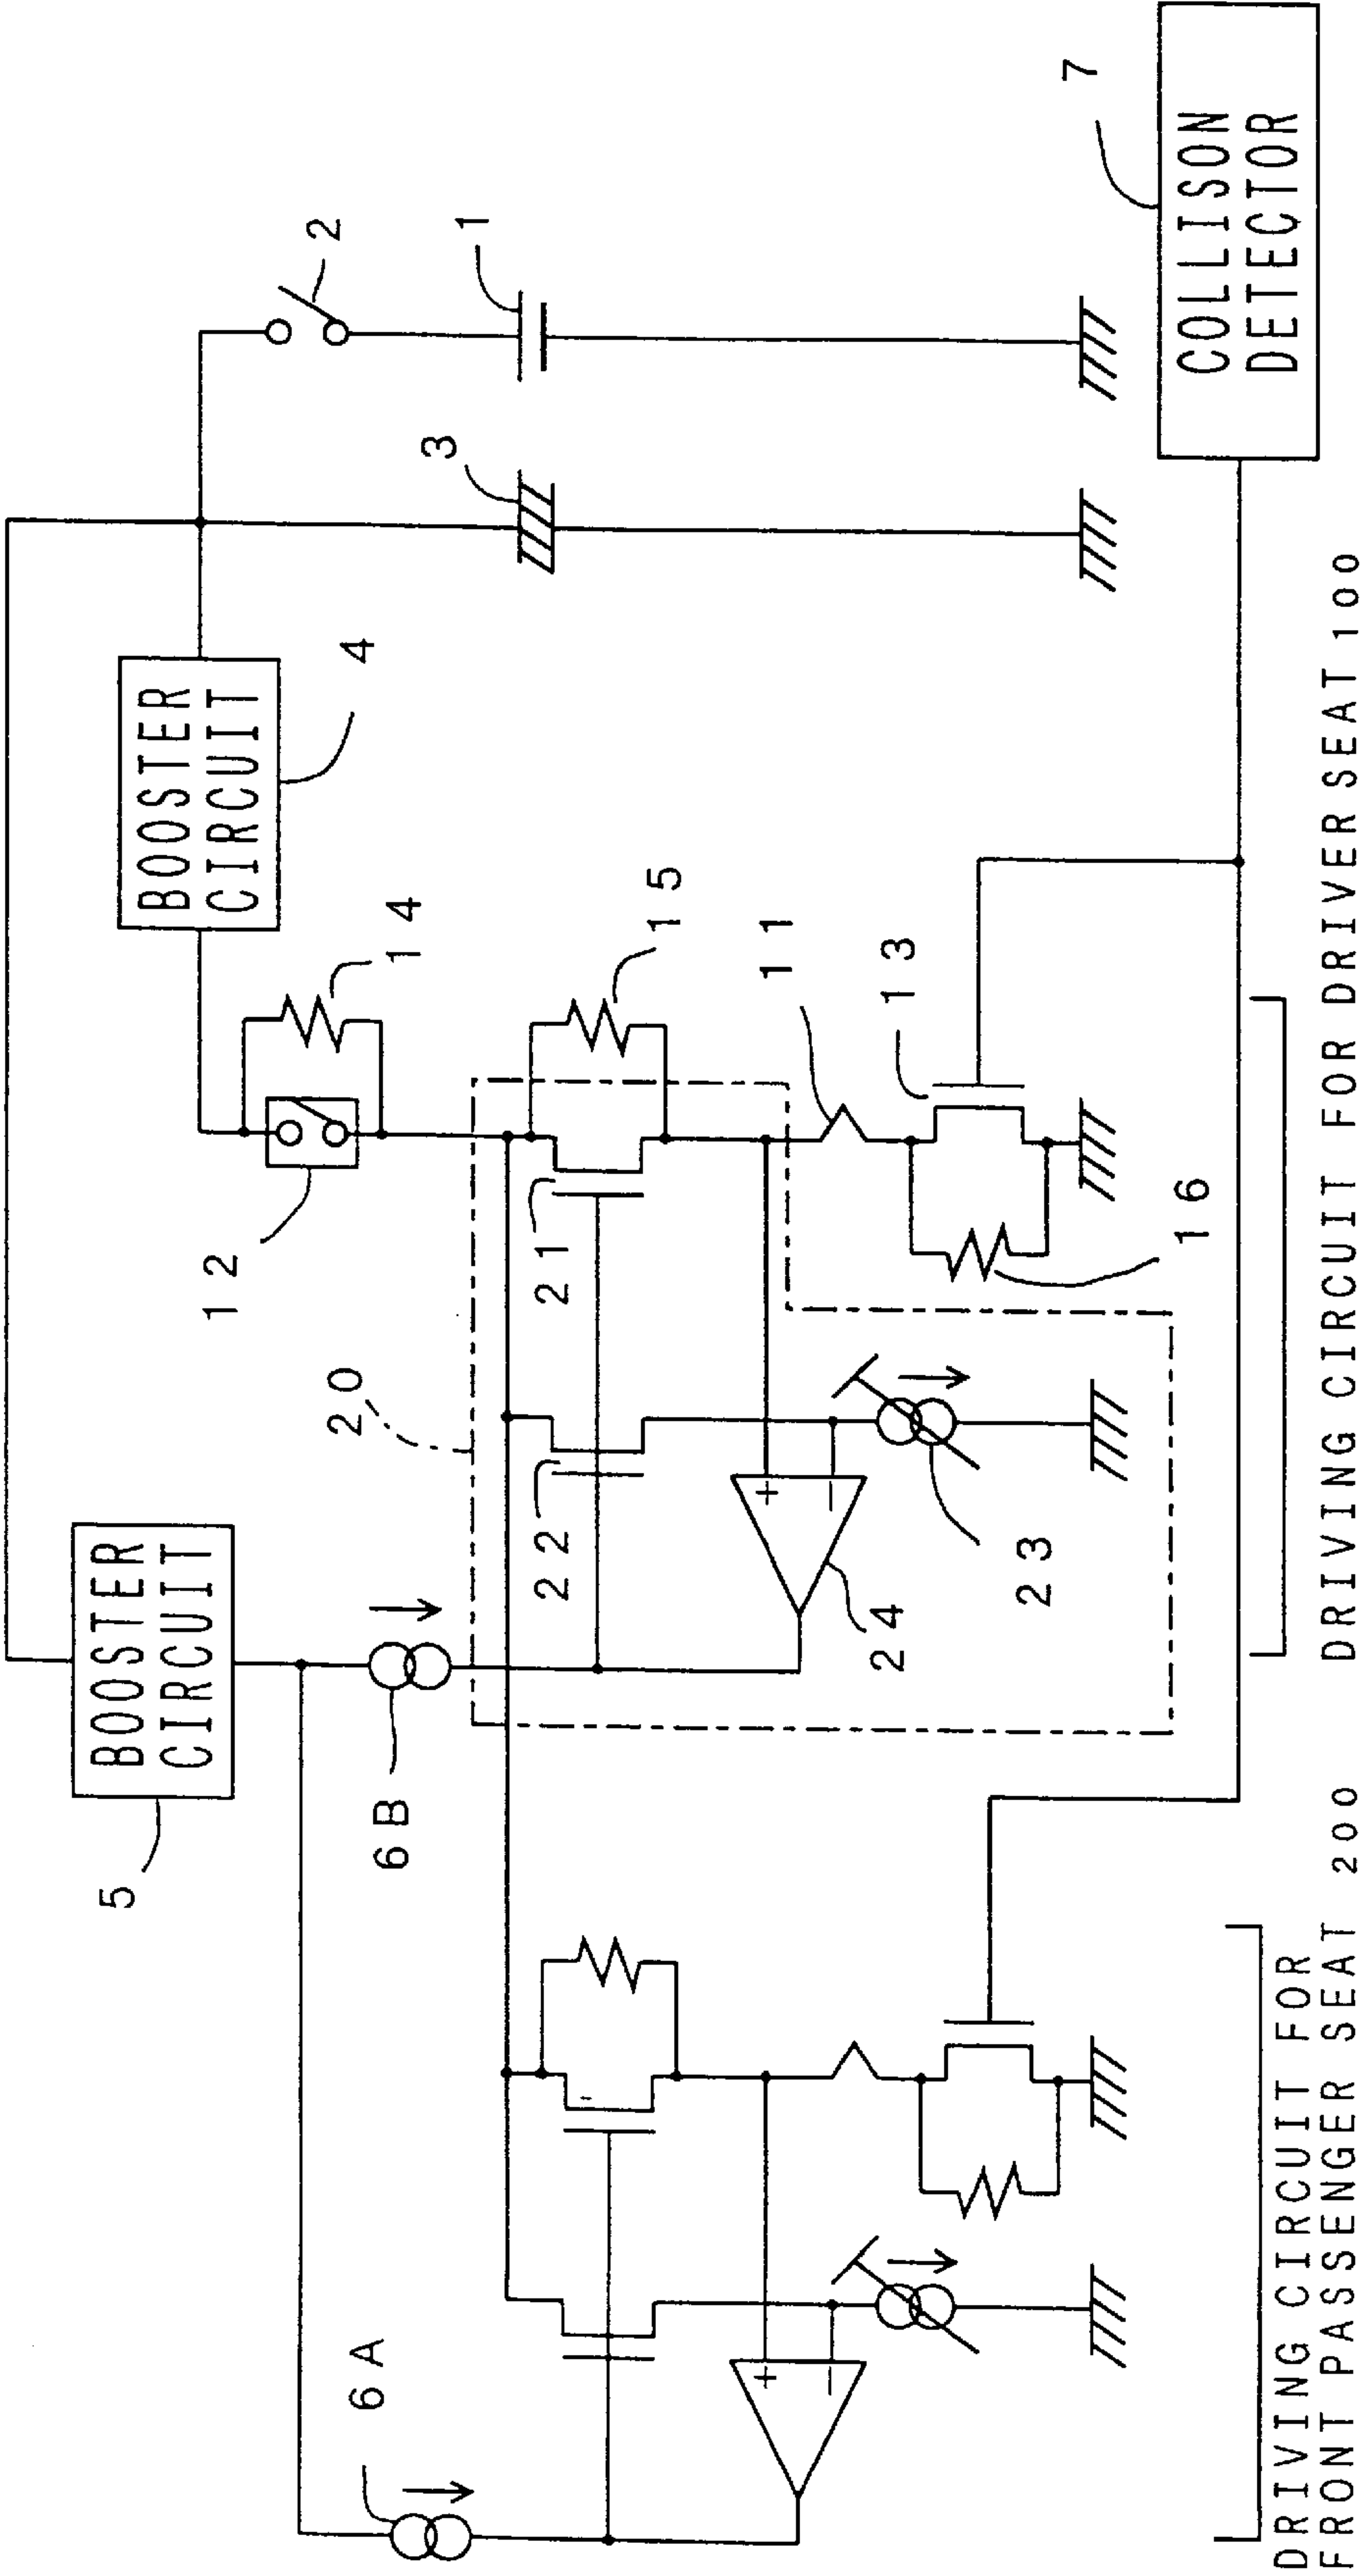 5
BOOSTER
CIRCUIT
BOOSTER
CIRCUIT
4
6A
6B
20
12
14
2
3
1
22
21
15
24
23
11
13
16
7
COLLISON
DETECTOR
DRIVING CIRCUIT FOR
FRONT PASSENGER SEAT 200
DRIVING CIRCUIT FOR DRIVER SEAT 100
+
−
+
−